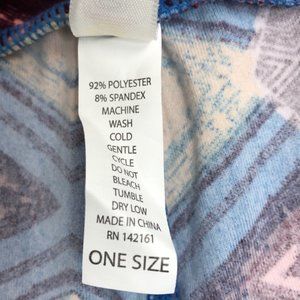 92% POLYESTER
8% SPANDEX
MACHINE
WASH
COLD
GENTLE
CYCLE
DO NOT
BLEACH
TUMBLE
DRY LOW
MADE IN CHINA
RN 142161
ONE SIZE